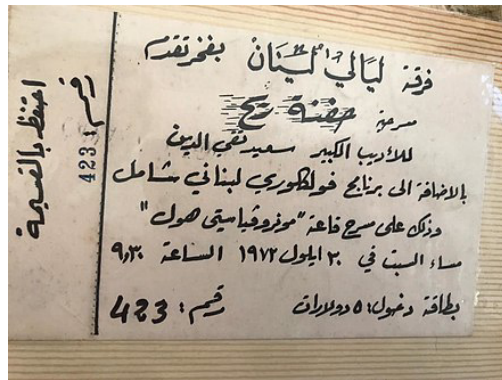 فرقة ليالي لبنان بفخر تقدم
مسرحية حفنة ريح
للأديب الكبير سعيد تقي الدين
بالاضافة الى برنامج فولكلوري لبناني شامل
وذلك على مسرح قاعة "مونروفيا سيتي هول"
مساء السبت في ٣٠ ايلول ١٩٧٢ الساعة ٩,٣٠
بطاقة دخول: ٥ دولارات رقم: 423
احتفظ بالقسيمة
رقم: 423